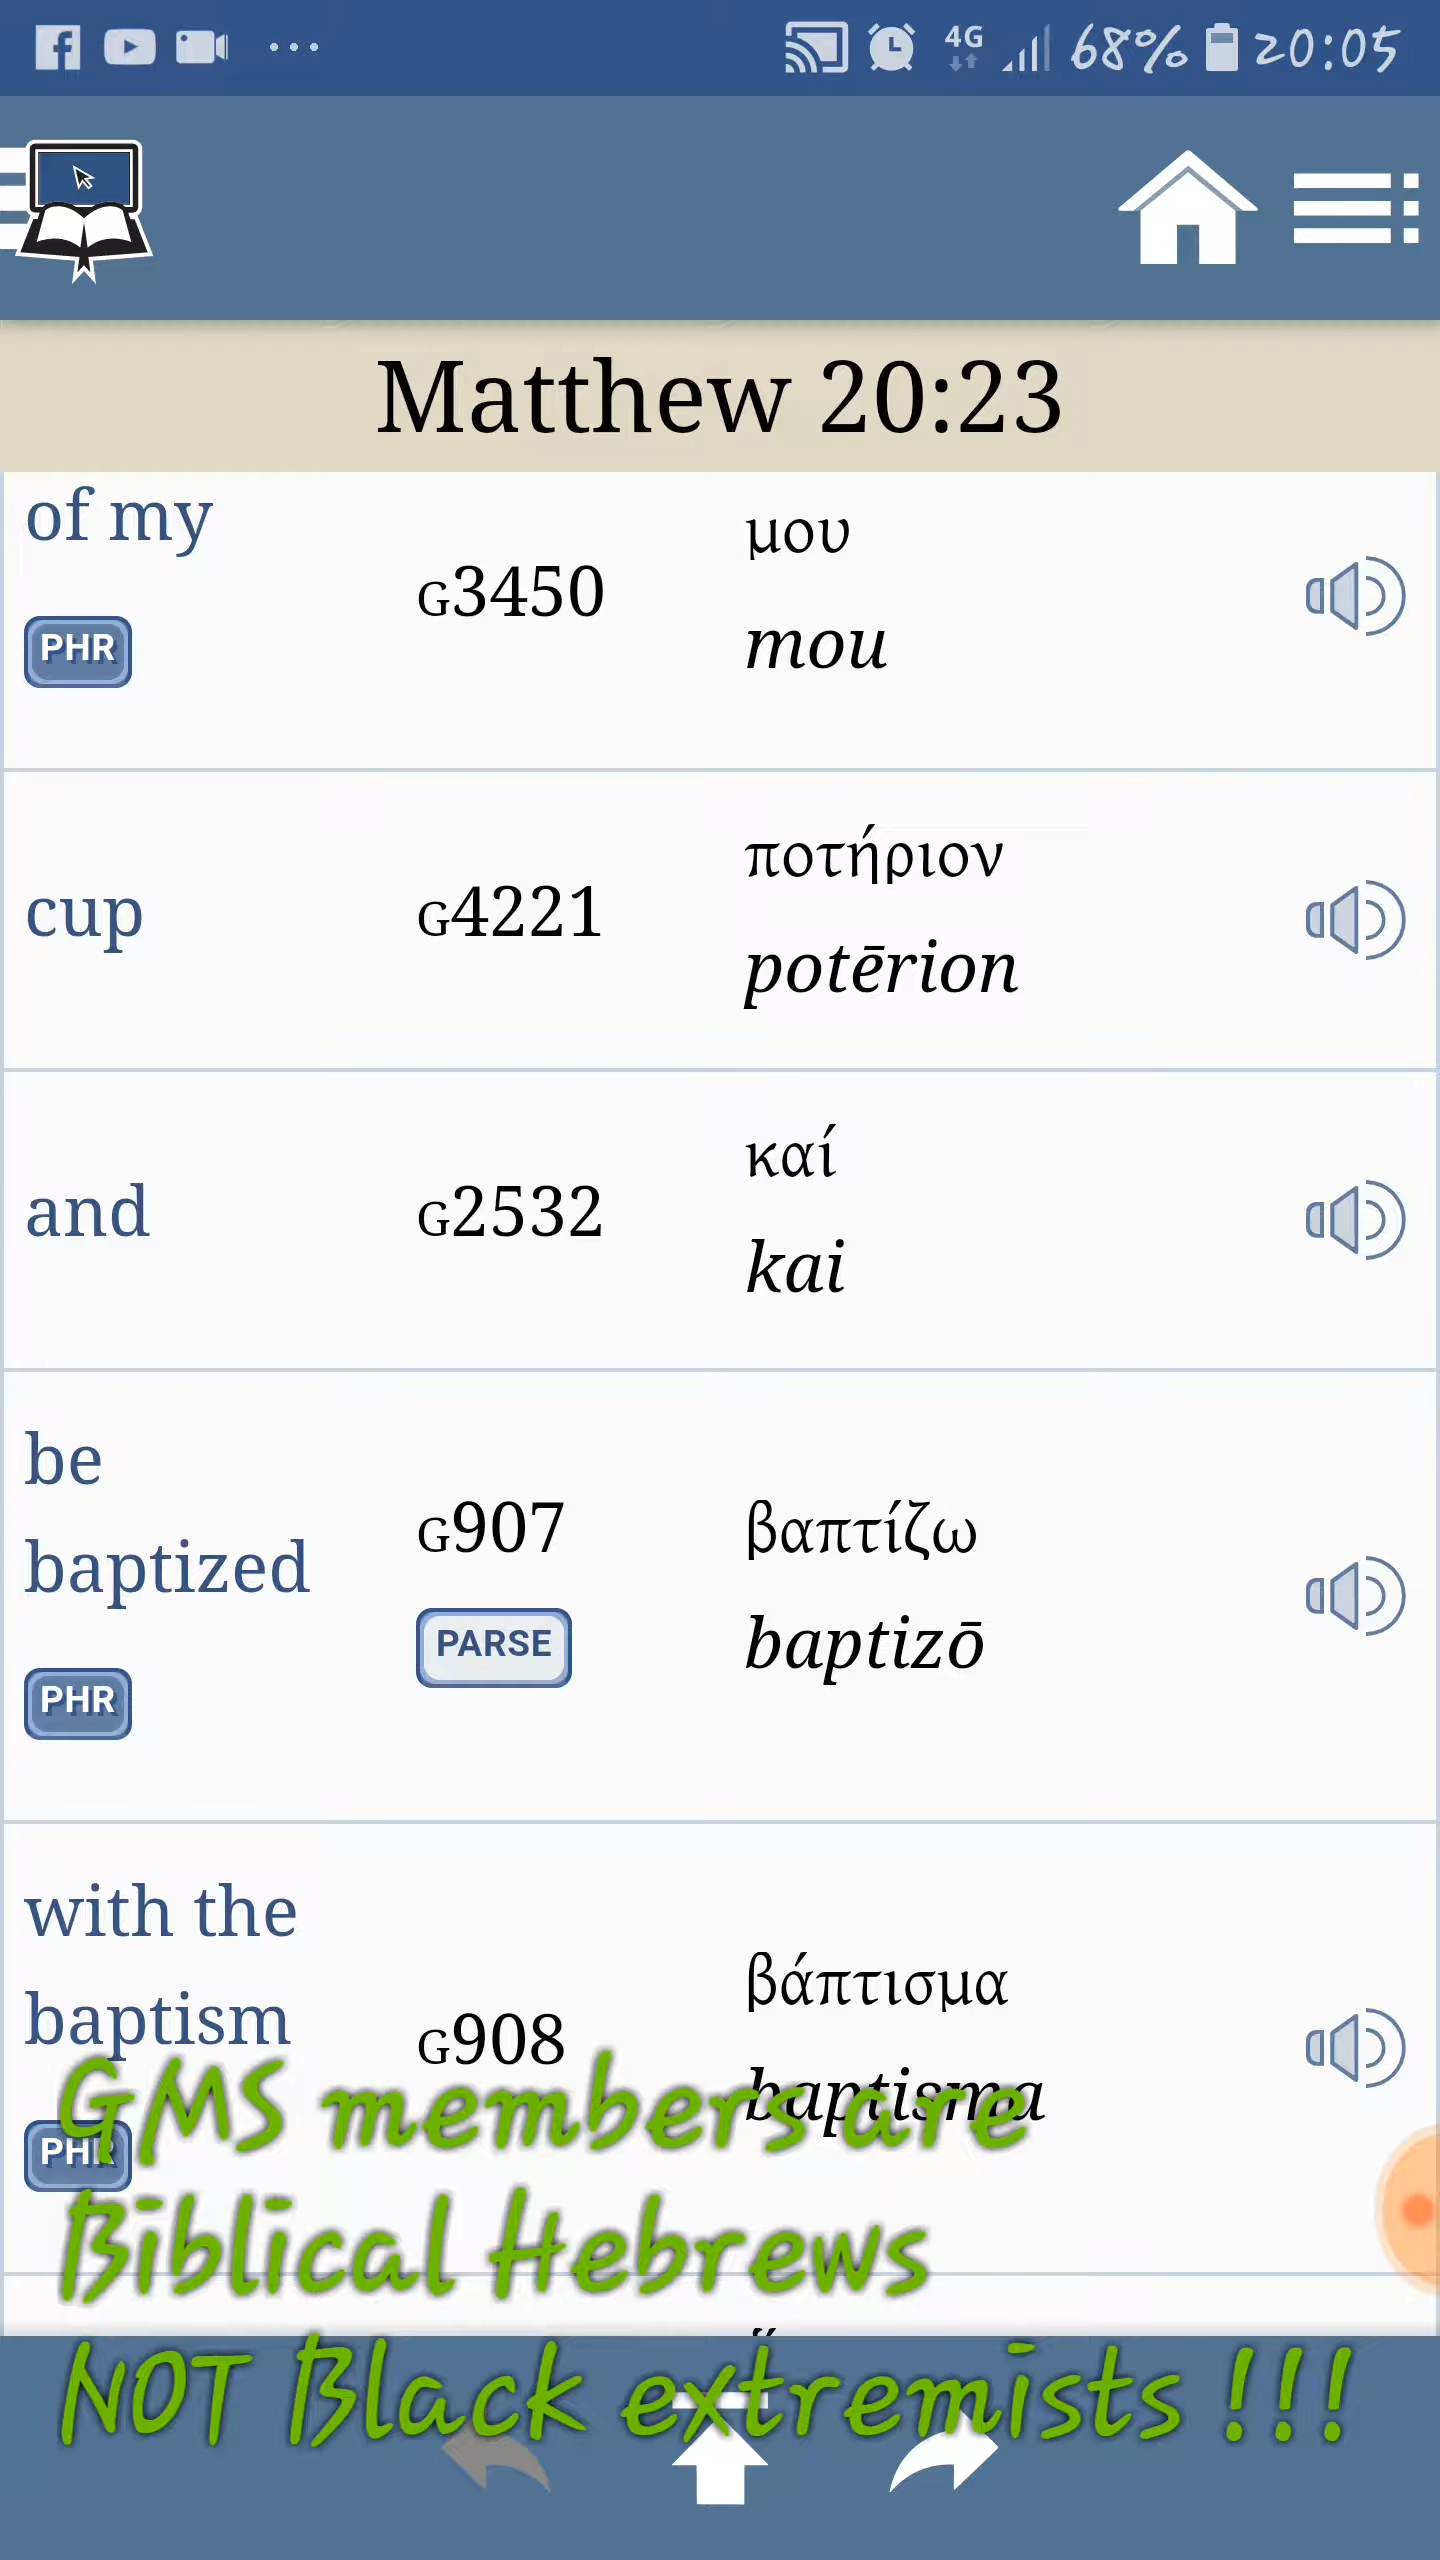 68% 20:05
4G
Matthew 20:23
of my
PHR
G3450
μου
mou
cup
G4221
ποτήριον
potērion
and
G2532
καί
kai
be
baptized
PHR
G907
PARSE
βαπτίζω
baptizō
with the
baptism
PHR
G908
βάπτισμα
baptisma
GMS members are
Biblical Hebrews
NOT Black extremists !!!